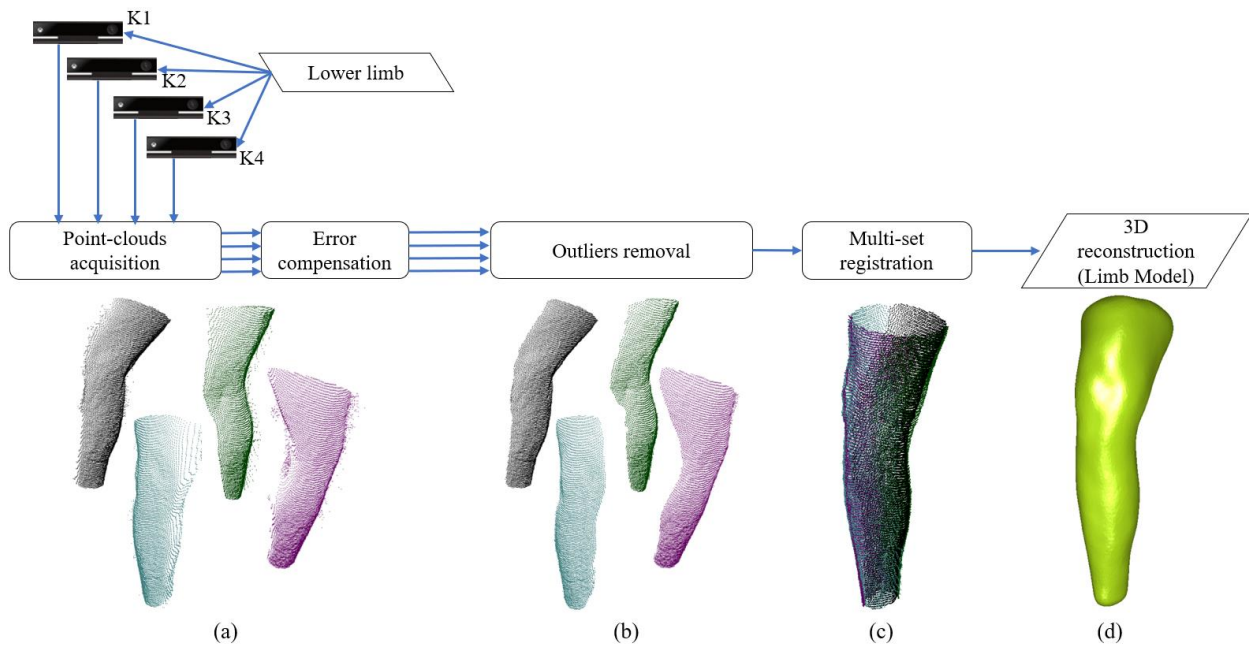 K1
K2
K3
K4
Lower limb
Point-clouds
acquisition
Error
compensation
Outliers removal
Multi-set
registration
3D
reconstruction
(Limb Model)
(a)
(b)
(c)
(d)